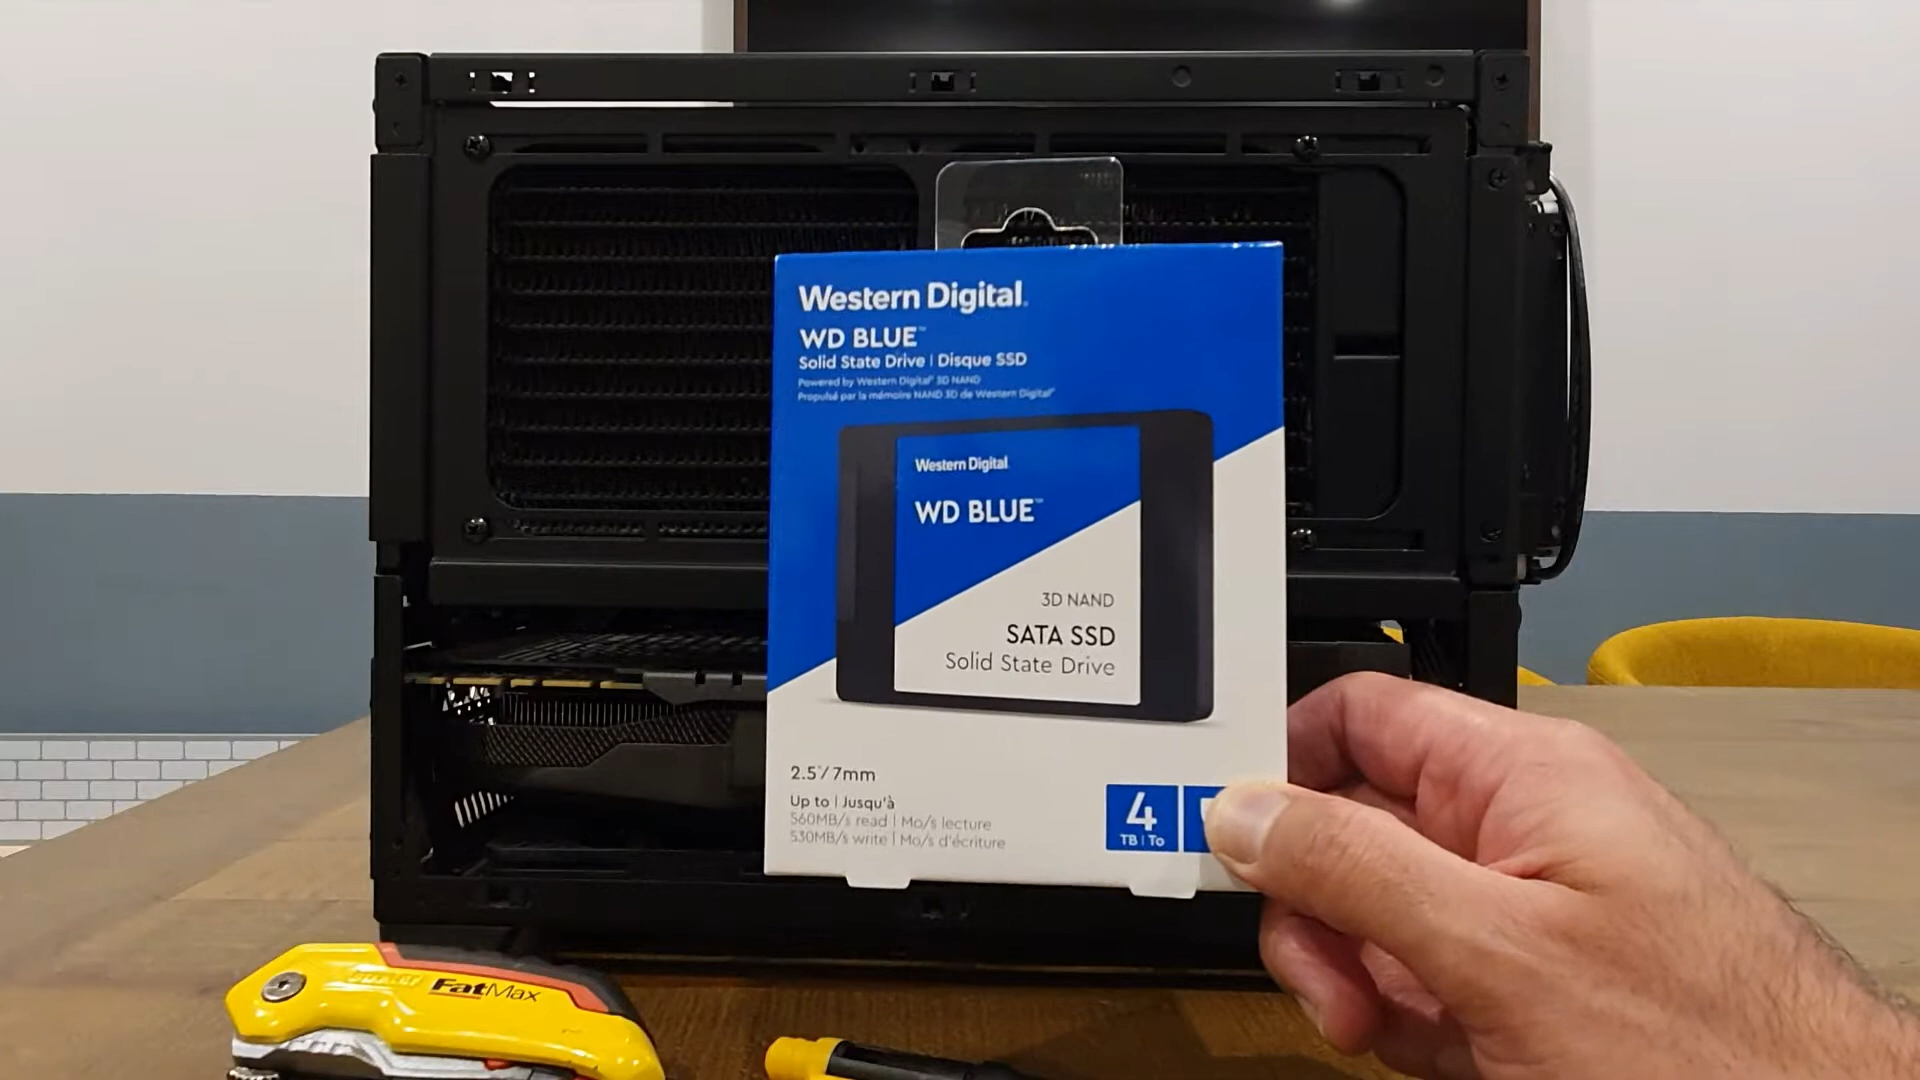 Western Digital.
WD BLUE™
Solid State Drive | Disque SSD
Powered by Western Digital® 3D NAND
Propulsé par la mémoire NAND 3D de Western Digital®
Western Digital
WD BLUE™
3D NAND
SATA SSD
Solid State Drive
2.5"/7mm
Up to | Jusqu'à
560MB/s read | Mo/s lecture
530MB/s write | Mo/s d'écriture
4
TB | To
STANLEY
FatMax